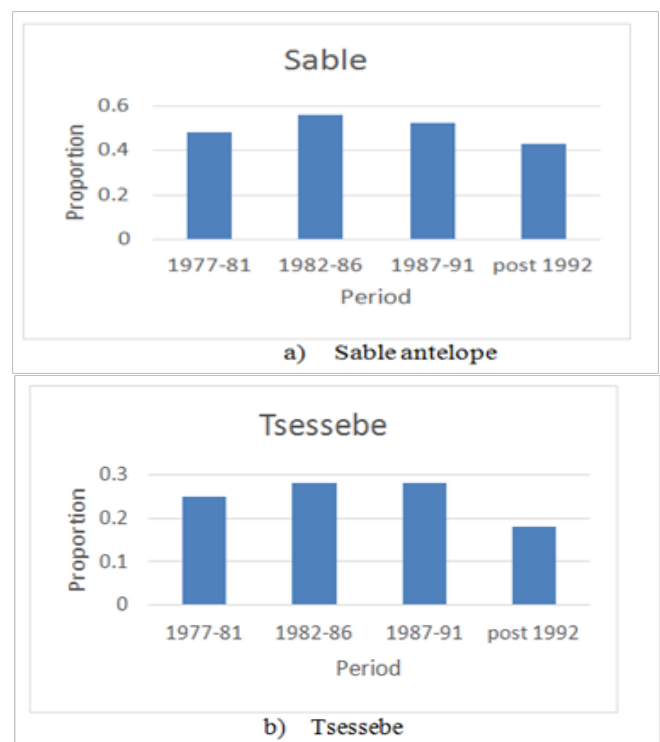 Sable
0.6
0.4
0.2
0
Proportion
1977-81 1982-86 1987-91 post 1992
Period
a) Sable antelope
Tsessebe
0.3
0.2
0.1
0
Proportion
1977-81 1982-86 1987-91 post 1992
Period
b) Tsessebe